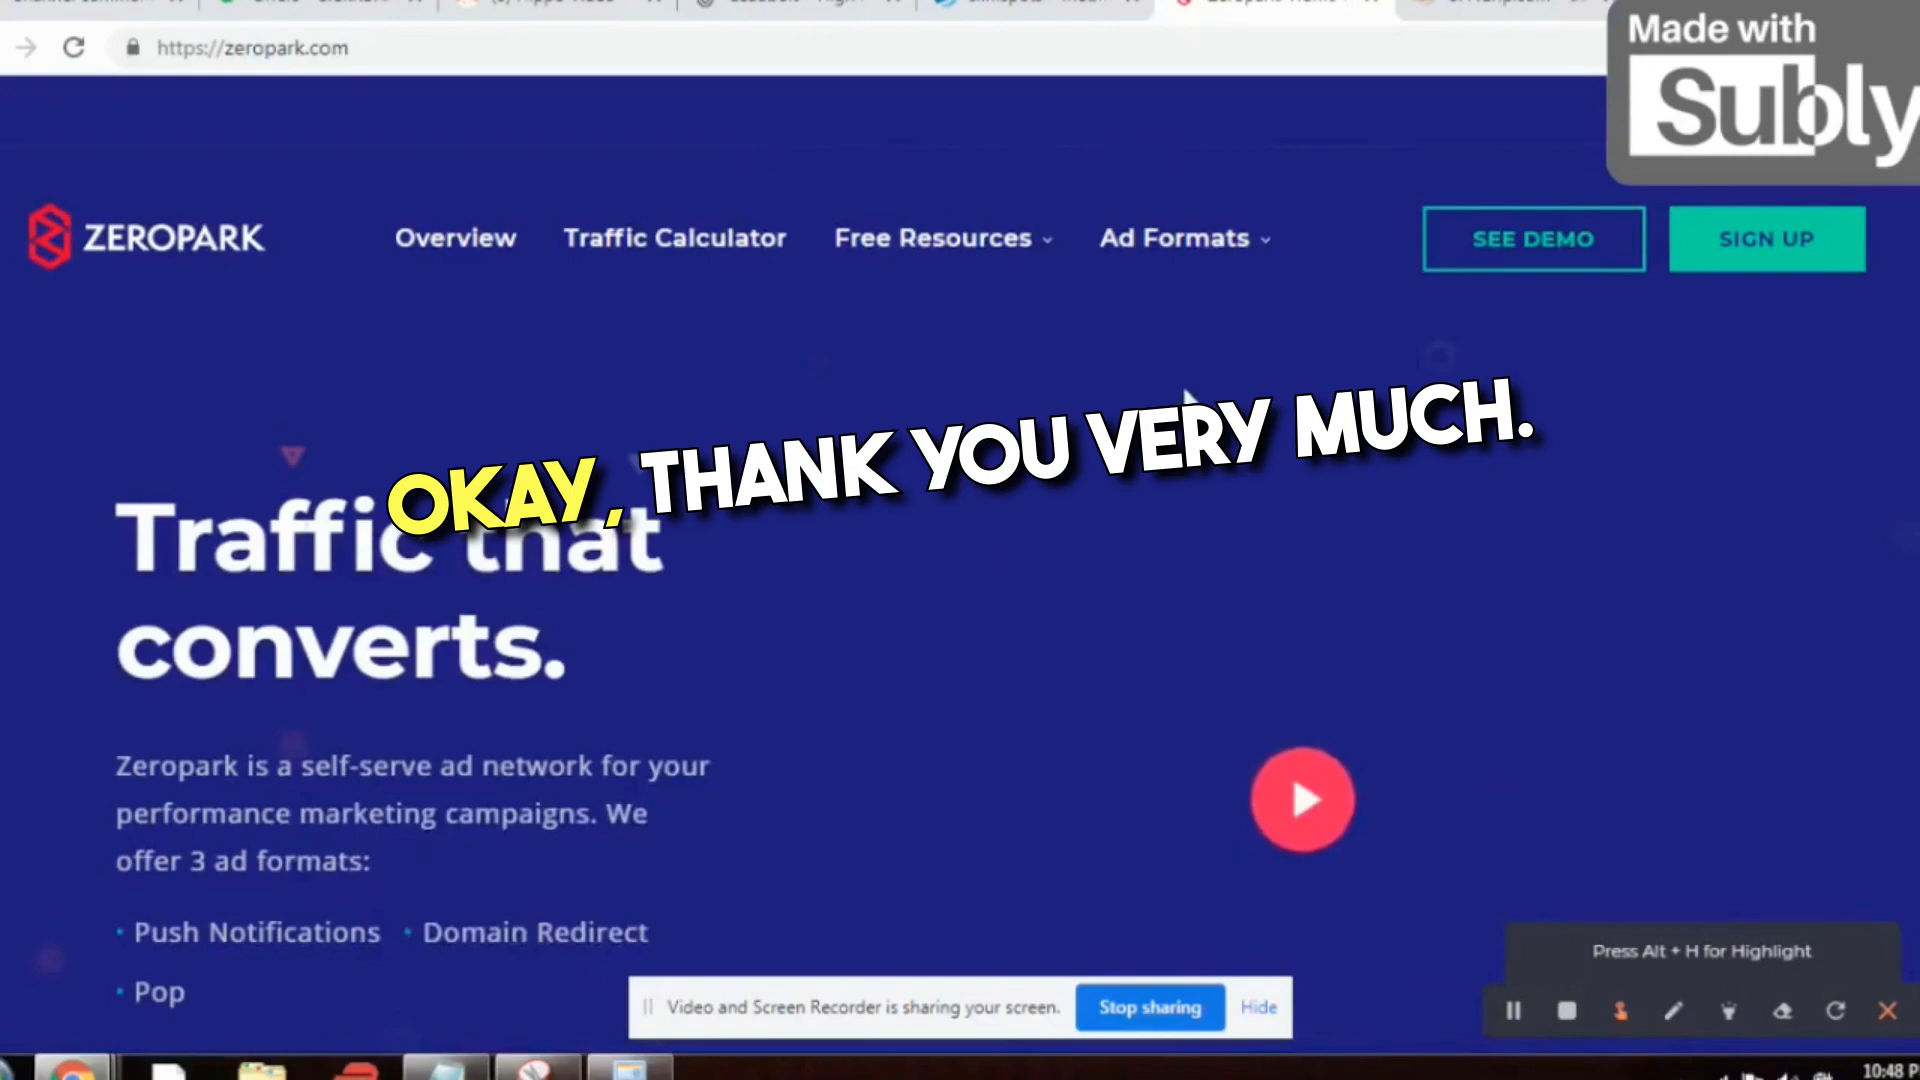 Made with
Subly
https://zeropark.com
ZEROPARK
Overview
Traffic Calculator
Free Resources
Ad Formats
SEE DEMO
SIGN UP
OKAY, THANK YOU VERY MUCH.
Traffic that
converts.
Zeropark is a self-serve ad network for your
performance marketing campaigns. We
offer 3 ad formats:
· Push Notifications · Domain Redirect
· Pop
Press Alt + H for Highlight
Video and Screen Recorder is sharing your screen.
Stop sharing
Hide
10:48 P